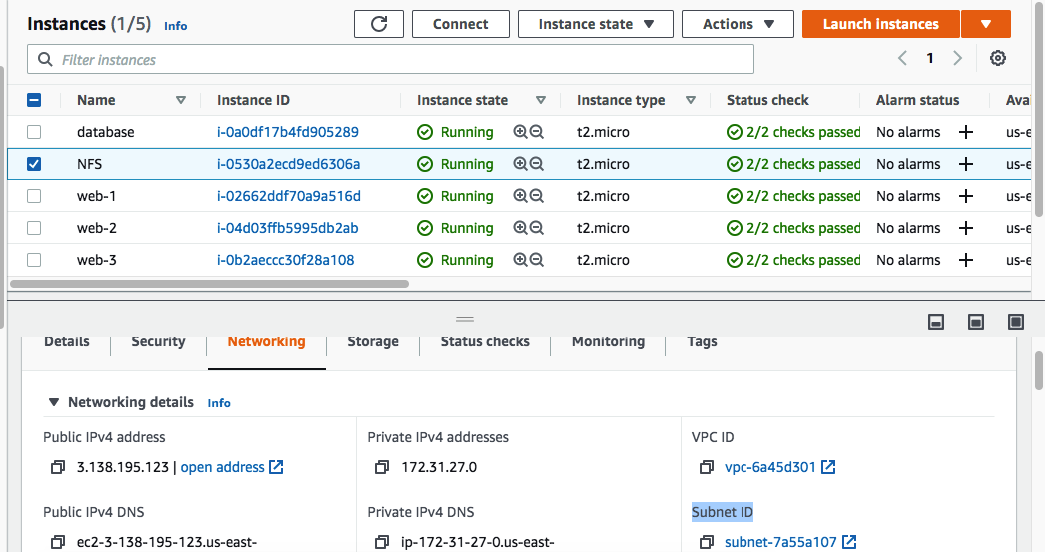 Instances (1/5) Info Connect Instance state Actions Launch Instances
Filter instances 1
Name Instance ID Instance state Instance type Status check Alarm status Avai
database i-0a0df17b4fd905289 Running t2.micro 2/2 checks passed No alarms + us-e
NFS i-0530a2ecd9ed6306a Running t2.micro 2/2 checks passed No alarms + us-e
web-1 i-02662ddf70a9a516d Running t2.micro 2/2 checks passed No alarms + us-e
web-2 i-04d03ffb5995db2ab Running t2.micro 2/2 checks passed No alarms + us-e
web-3 i-0b2aeccc30f28a108 Running t2.micro 2/2 checks passed No alarms + us-e
Details Security Networking Storage Status checks Monitoring Tags
Networking details Info
Public IPv4 address Private IPv4 addresses VPC ID
3.138.195.123 | open address 172.31.27.0 vpc-6a45d301
Public IPv4 DNS Private IPv4 DNS Subnet ID
ec2-3-138-195-123.us-east- ip-172-31-27-0.us-east- subnet-7a55a107